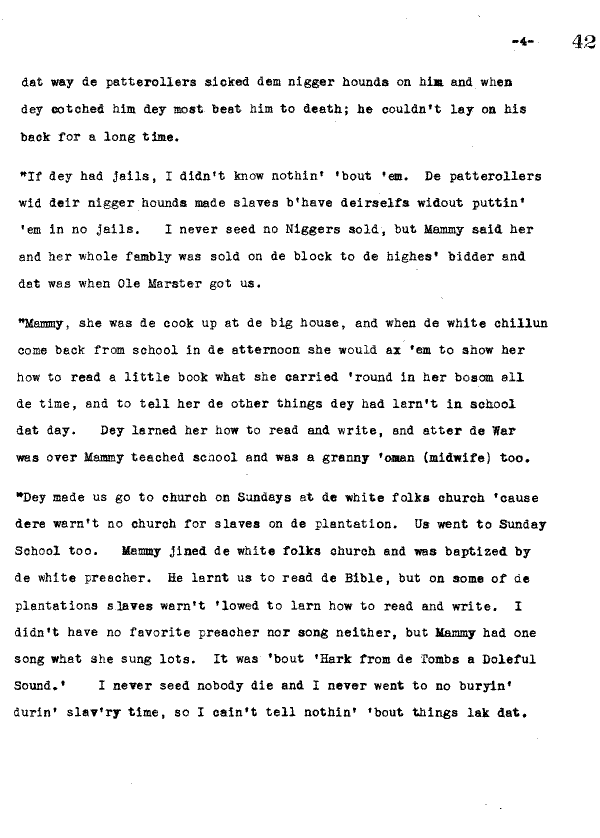 -4- 42
dat way de patterollers sicked dem nigger hounds on him and when
dey cotched him dey most beat him to death; he couldn't lay on his
back for a long time.
"If dey had jails, I didn't know nothin' 'bout 'em. De patterollers
wid deir nigger hounds made slaves b'have deirselfs widout puttin'
'em in no jails. I never seed no Niggers sold, but Mammy said her
and her whole fambly was sold on de block to de highes' bidder and
dat was when Ole Marster got us.
"Mammy, she was de cook up at de big house, and when de white chillun
come back from school in de atternoon she would ax 'em to show her
how to read a little book what she carried 'round in her bosom all
de time, and to tell her de other things dey had larn't in school
dat day. Dey larned her how to read and write, and atter de War
was over Mammy teached school and was a granny 'oman (midwife) too.
"Dey made us go to church on Sundays at de white folks church 'cause
dere warn't no church for slaves on de plantation. Us went to Sunday
School too. Mammy jined de white folks church and was baptized by
de white preacher. He larnt us to read de Bible, but on some of de
plantations slaves warn't 'lowed to larn how to read and write. I
didn't have no favorite preacher nor song neither, but Mammy had one
song what she sung lots. It was 'bout 'Hark from de Tombs a Doleful
Sound.' I never seed nobody die and I never went to no buryin'
durin' slav'ry time, so I cain't tell nothin' 'bout things lak dat.